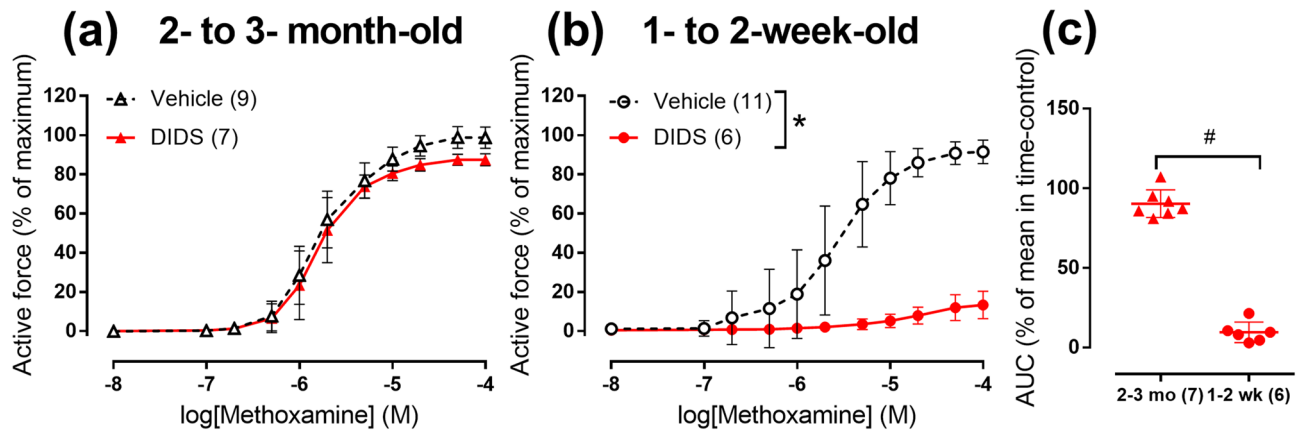 (a) 2- to 3- month-old
Active force (% of maximum)
120
100
80
60
40
20
0
Vehicle (9)
DIDS (7)
-8 -7 -6 -5 -4
log[Methoxamine] (M)
(b) 1- to 2-week-old
Active force (% of maximum)
120
100
80
60
40
20
0
Vehicle (11)
DIDS (6)
*
-8 -7 -6 -5 -4
log[Methoxamine] (M)
(c)
AUC (% of mean in time-control)
150
100
50
0
#
2-3 mo (7) 1-2 wk (6)